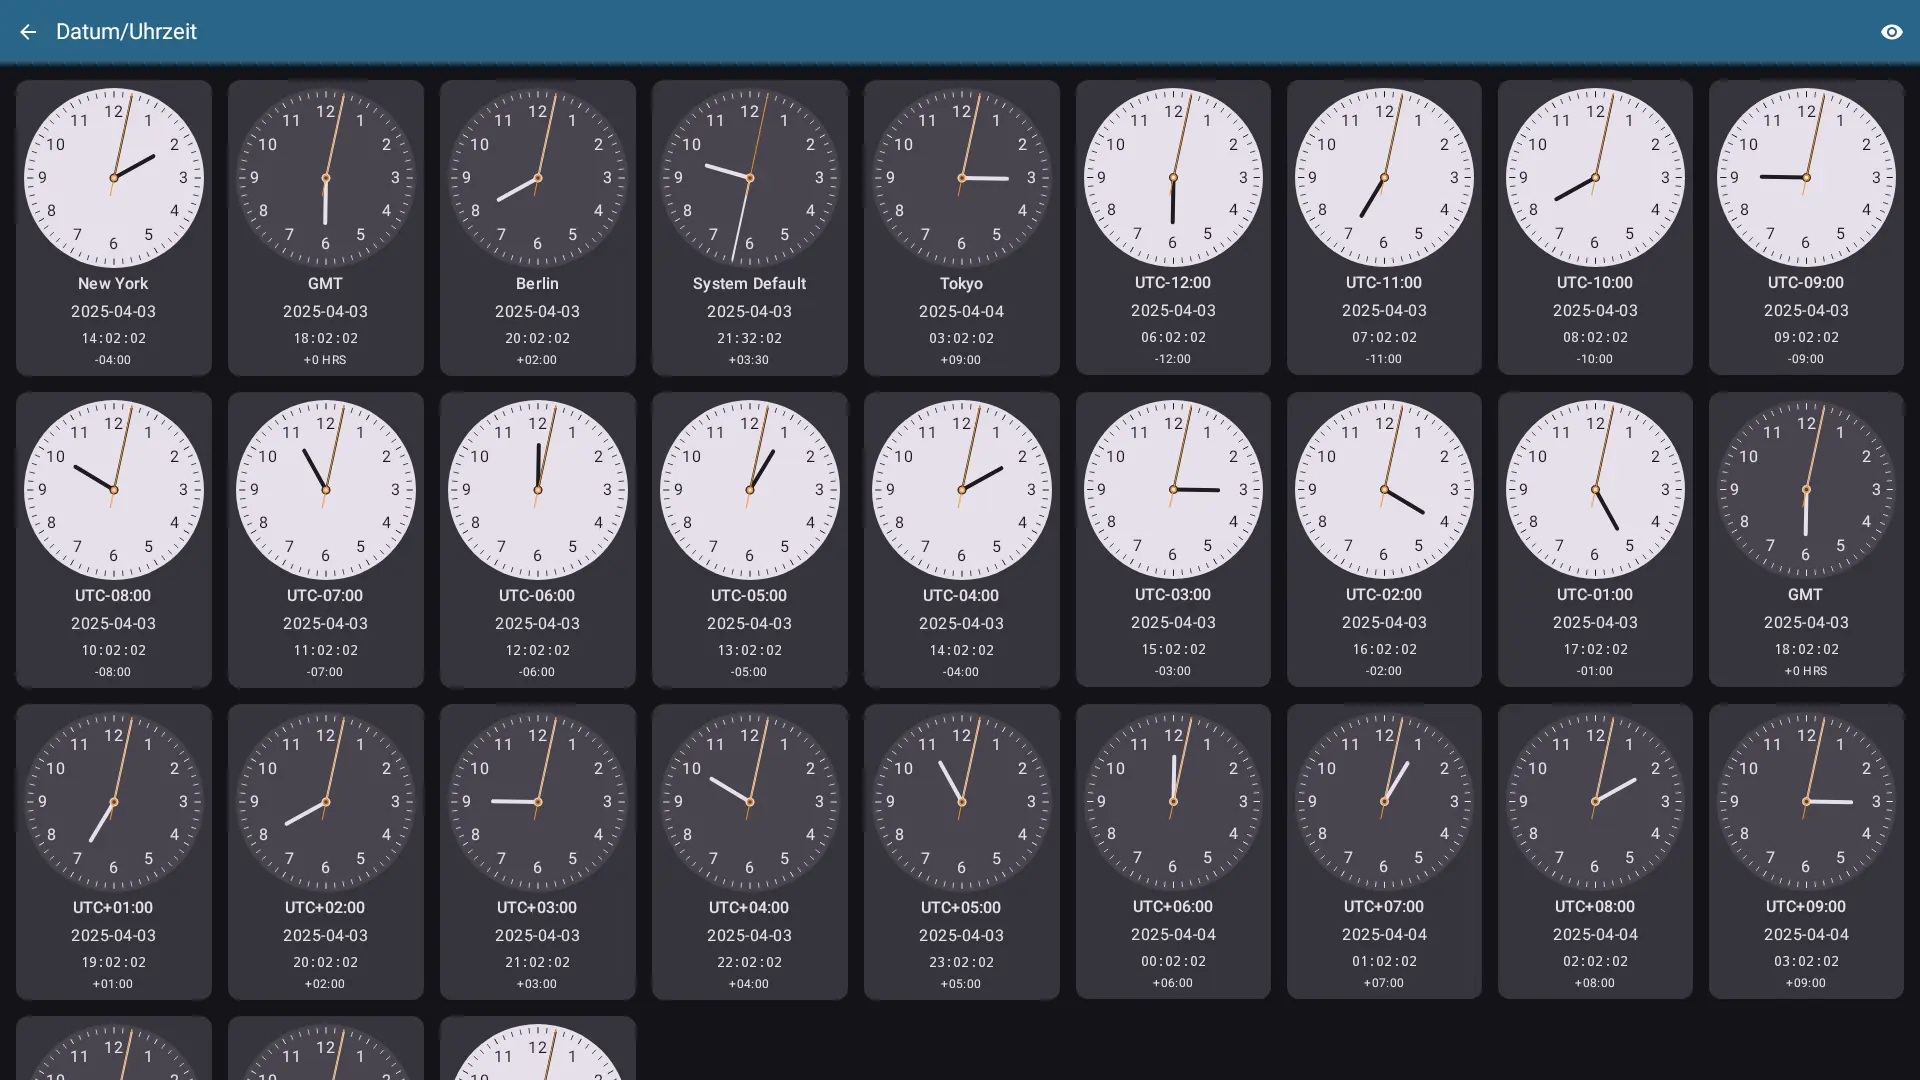 Datum/Uhrzeit
New York
2025-04-03
14:02:02
-04:00
GMT
2025-04-03
18:02:02
+0 HRS
Berlin
2025-04-03
20:02:02
+02:00
System Default
2025-04-03
21:32:02
+03:30
Tokyo
2025-04-04
03:02:02
+09:00
UTC-12:00
2025-04-03
06:02:02
-12:00
UTC-11:00
2025-04-03
07:02:02
-11:00
UTC-10:00
2025-04-03
08:02:02
-10:00
UTC-09:00
2025-04-03
09:02:02
-09:00
UTC-08:00
2025-04-03
10:02:02
-08:00
UTC-07:00
2025-04-03
11:02:02
-07:00
UTC-06:00
2025-04-03
12:02:02
-06:00
UTC-05:00
2025-04-03
13:02:02
-05:00
UTC-04:00
2025-04-03
14:02:02
-04:00
UTC-03:00
2025-04-03
15:02:02
-03:00
UTC-02:00
2025-04-03
16:02:02
-02:00
UTC-01:00
2025-04-03
17:02:02
-01:00
GMT
2025-04-03
18:02:02
+0 HRS
UTC+01:00
2025-04-03
19:02:02
+01:00
UTC+02:00
2025-04-03
20:02:02
+02:00
UTC+03:00
2025-04-03
21:02:02
+03:00
UTC+04:00
2025-04-03
22:02:02
+04:00
UTC+05:00
2025-04-03
23:02:02
+05:00
UTC+06:00
2025-04-04
00:02:02
+06:00
UTC+07:00
2025-04-04
01:02:02
+07:00
UTC+08:00
2025-04-04
02:02:02
+08:00
UTC+09:00
2025-04-04
03:02:02
+09:00